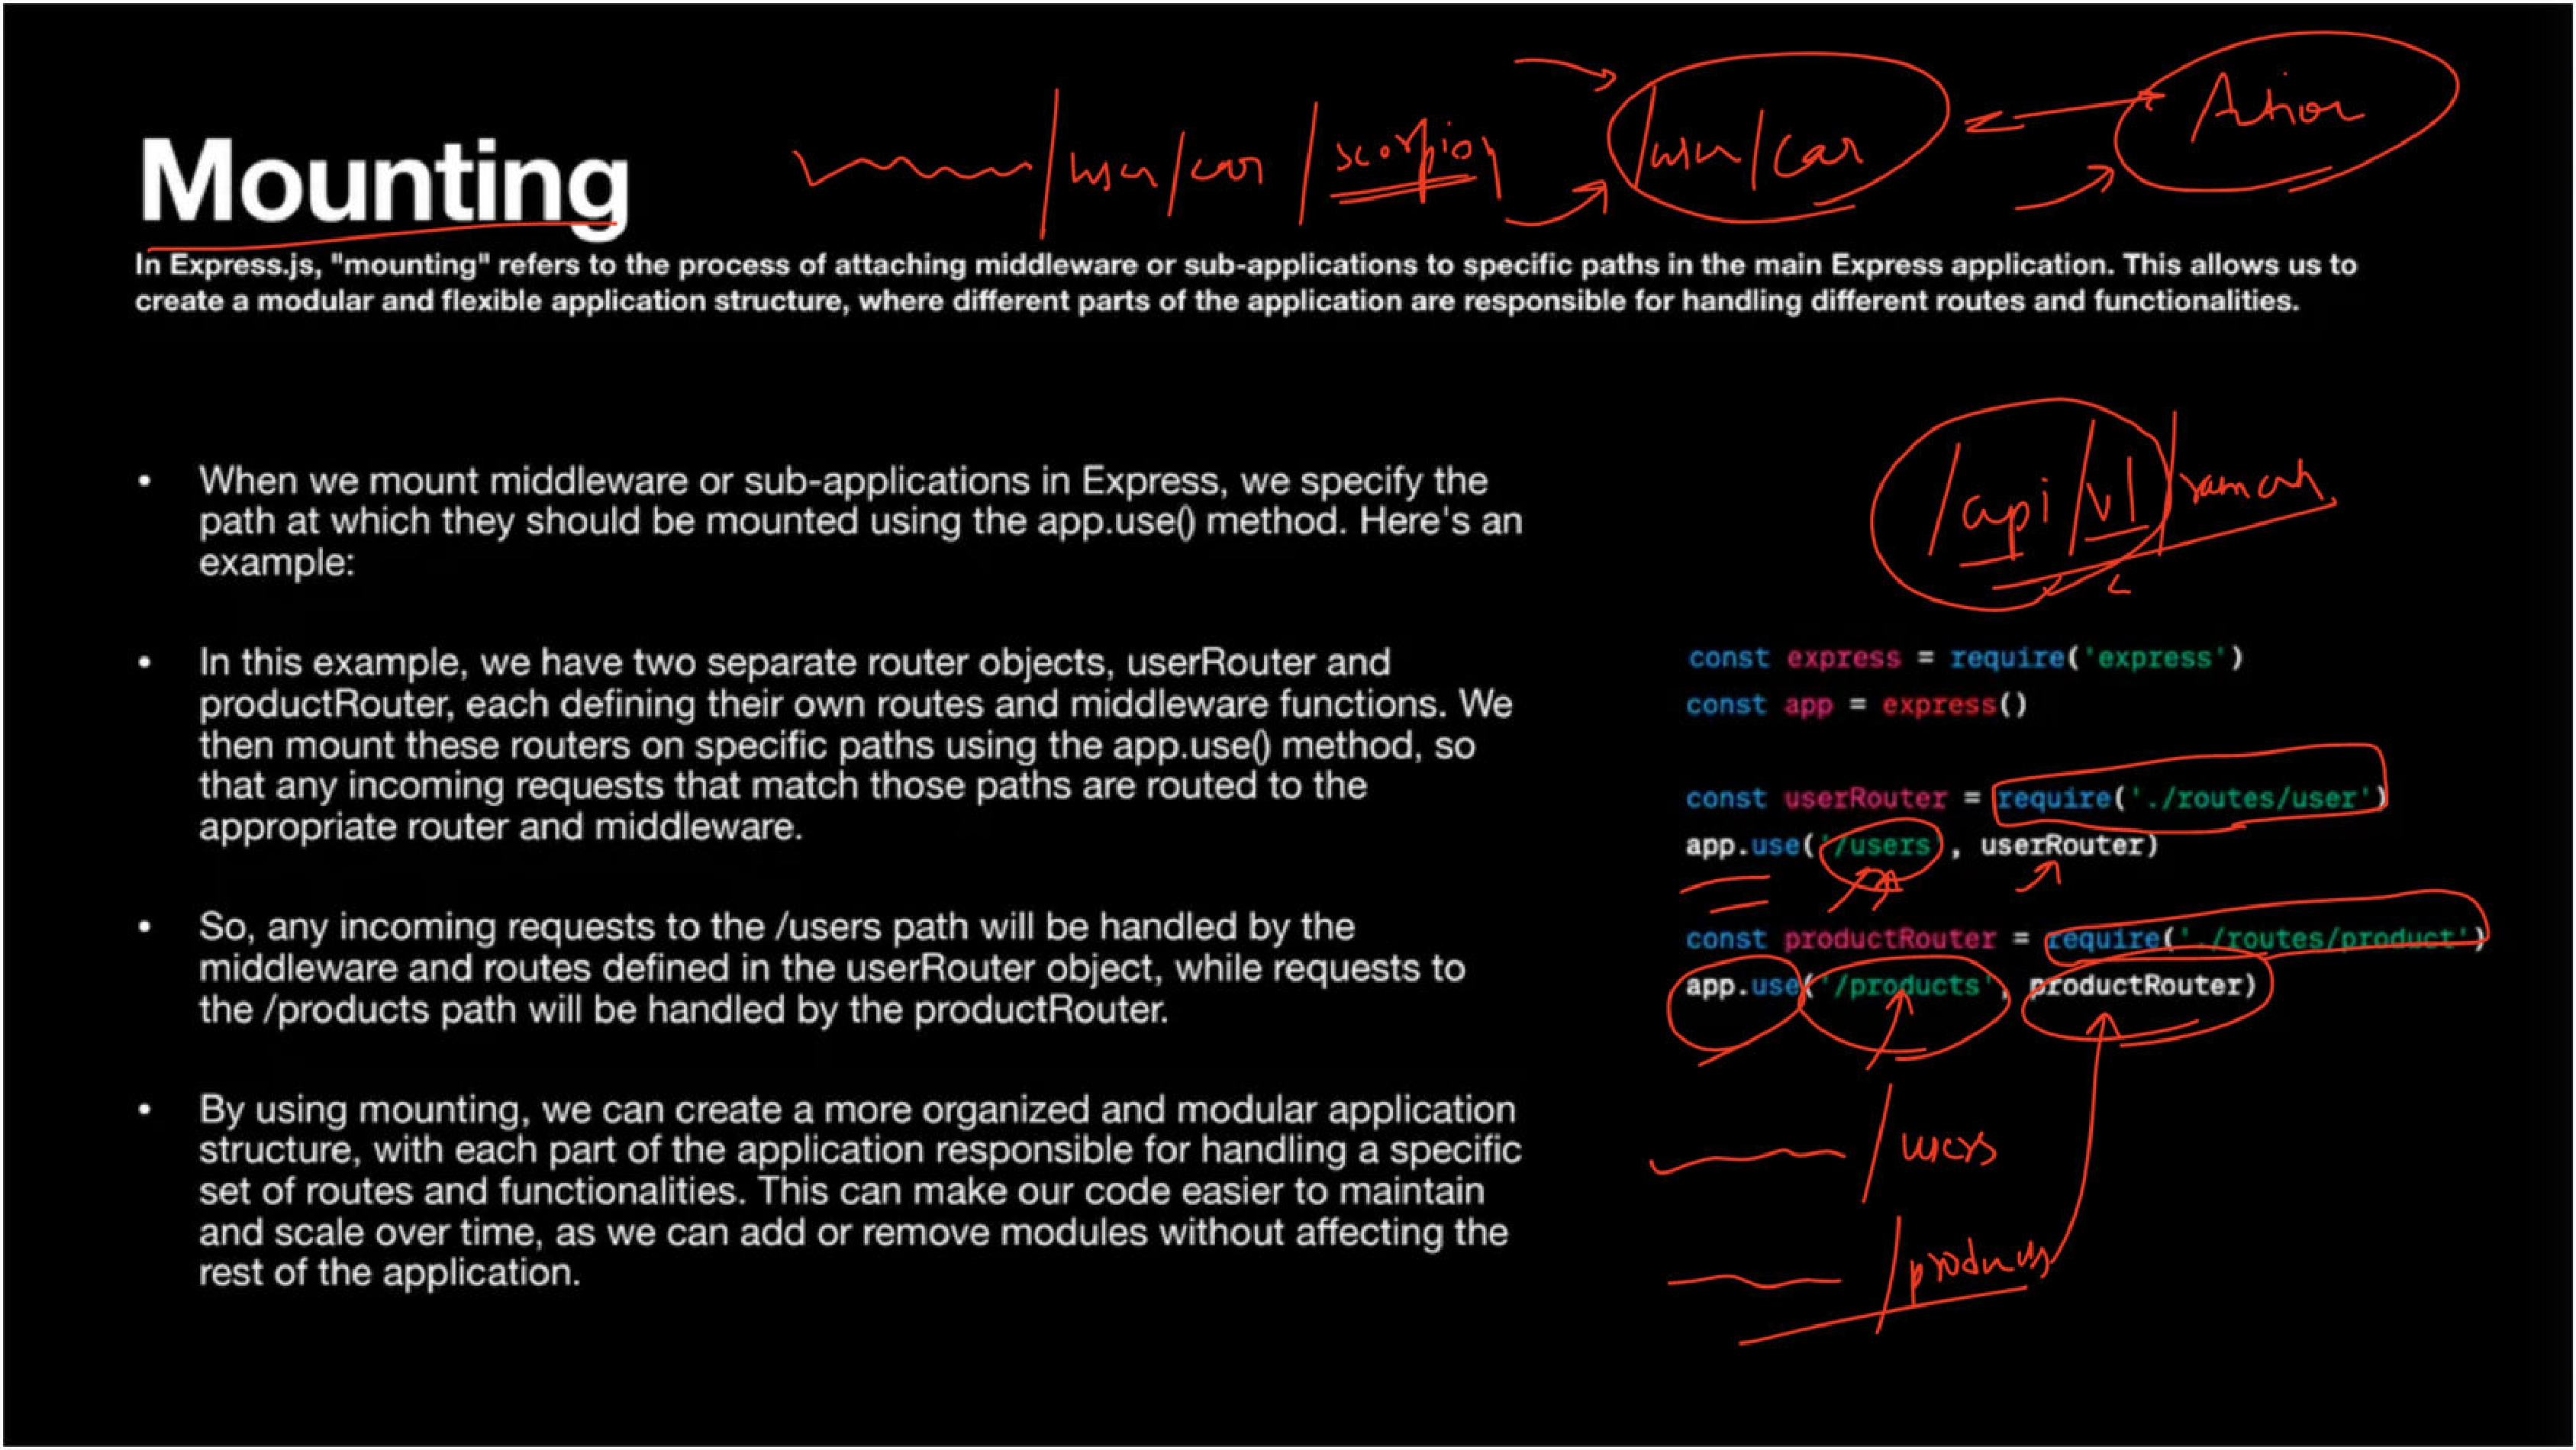 /user/car/scorpion
/user/car
Action
Mounting
In Express.js, "mounting" refers to the process of attaching middleware or sub-applications to specific paths in the main Express application. This allows us to
create a modular and flexible application structure, where different parts of the application are responsible for handling different routes and functionalities.
/api/v1/
• When we mount middleware or sub-applications in Express, we specify the
path at which they should be mounted using the app.use() method. Here's an
example:
• In this example, we have two separate router objects, userRouter and
productRouter, each defining their own routes and middleware functions. We
then mount these routers on specific paths using the app.use() method, so
that any incoming requests that match those paths are routed to the
appropriate router and middleware.
• So, any incoming requests to the /users path will be handled by the
middleware and routes defined in the userRouter object, while requests to
the /products path will be handled by the productRouter.
• By using mounting, we can create a more organized and modular application
structure, with each part of the application responsible for handling a specific
set of routes and functionalities. This can make our code easier to maintain
and scale over time, as we can add or remove modules without affecting the
rest of the application.
const express = require('express')
const app = express()
const userRouter = require('./routes/user')
app.use('/users', userRouter)
const productRouter = require('./routes/product')
app.use('/products', productRouter)
/users
/products